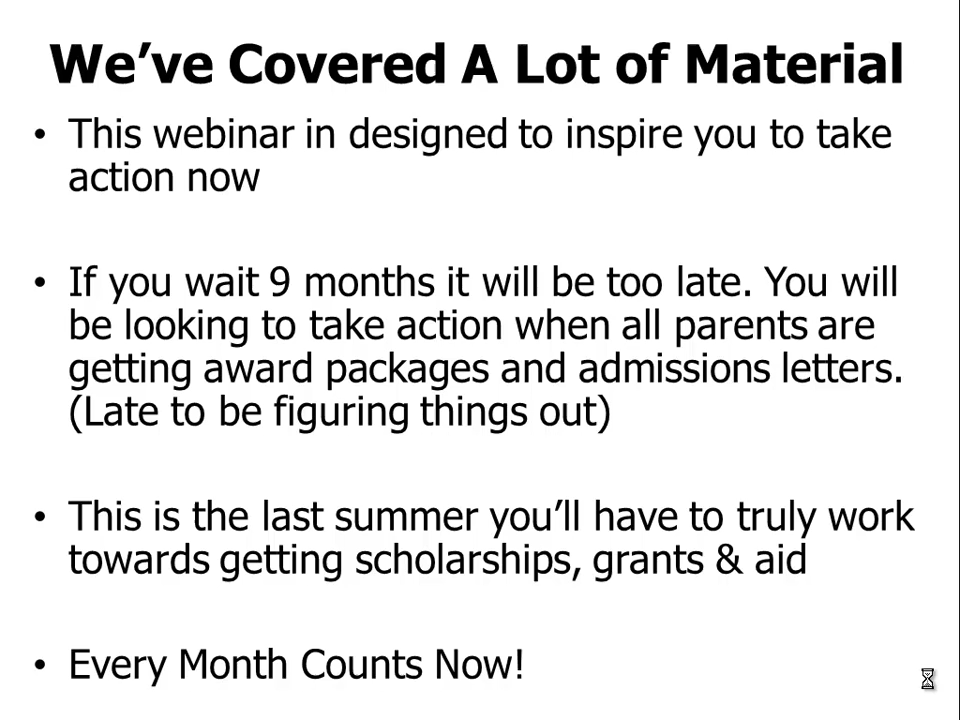 We’ve Covered A Lot of Material
• This webinar in designed to inspire you to take
action now
• If you wait 9 months it will be too late. You will
be looking to take action when all parents are
getting award packages and admissions letters.
(Late to be figuring things out)
• This is the last summer you’ll have to truly work
towards getting scholarships, grants & aid
• Every Month Counts Now!